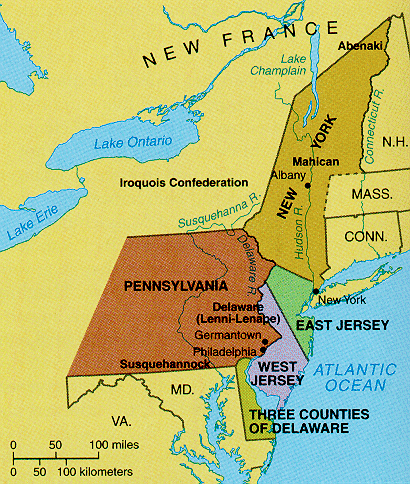 NEW FRANCE
Abenaki
Lake
Champlain
Connecticut R.
Lake Ontario
N.H.
Mahican
Albany
NEW YORK
Iroquois Confederation
MASS.
Lake Erie
Susquehanna R.
Hudson R.
CONN.
Delaware R.
PENNSYLVANIA
New York
Delaware
(Lenni-Lenape)
EAST JERSEY
Germantown
Philadelphia
Susquehannock
WEST
JERSEY
ATLANTIC
OCEAN
MD.
THREE COUNTIES
OF DELAWARE
VA.
0 50 100 miles
0 50 100 kilometers